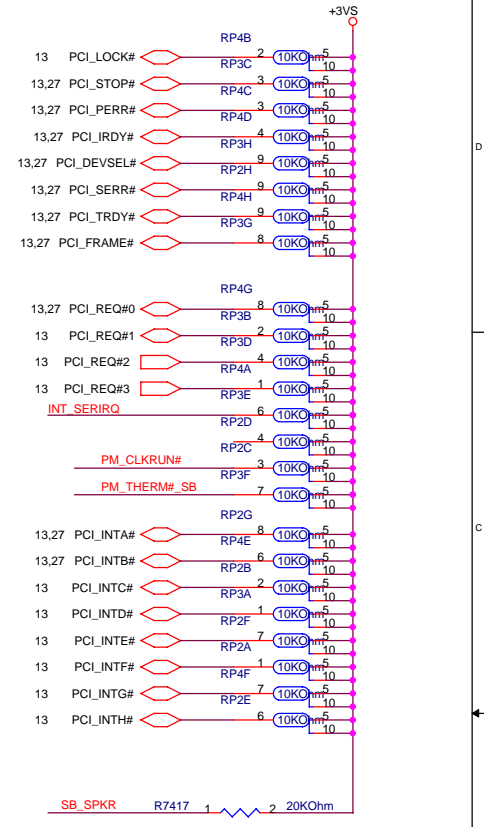 +3VS
RP4B
13 PCI_LOCK# 2 10KOhm 5
RP3C 10
13,27 PCI_STOP# 3 10KOhm 5
RP4C 10
13,27 PCI_PERR# 3 10KOhm 5
RP4D 10
13,27 PCI_IRDY# 4 10KOhm 5
RP3H 10
D
13,27 PCI_DEVSEL# 9 10KOhm 5
RP2H 10
13,27 PCI_SERR# 9 10KOhm 5
RP4H 10
13,27 PCI_TRDY# 9 10KOhm 5
RP3G 10
13,27 PCI_FRAME# 8 10KOhm 5
10
RP4G
13,27 PCI_REQ#0 8 10KOhm 5
RP3B 10
13 PCI_REQ#1 2 10KOhm 5
RP3D 10
13 PCI_REQ#2 4 10KOhm 5
RP4A 10
13 PCI_REQ#3 1 10KOhm 5
RP3E 10
INT_SERIRQ 6 10KOhm 5
RP2D 10
4 10KOhm 5
RP2C 10
PM_CLKRUN# 3 10KOhm 5
RP3F 10
PM_THERM#_SB 7 10KOhm 5
10
RP2G
C
13,27 PCI_INTA# 8 10KOhm 5
RP4E 10
13,27 PCI_INTB# 6 10KOhm 5
RP2B 10
13 PCI_INTC# 2 10KOhm 5
RP3A 10
13 PCI_INTD# 1 10KOhm 5
RP2F 10
13 PCI_INTE# 7 10KOhm 5
RP2A 10
13 PCI_INTF# 1 10KOhm 5
RP4F 10
13 PCI_INTG# 7 10KOhm 5
RP2E 10
13 PCI_INTH# 6 10KOhm 5
10
SB_SPKR R7417 1 2 20KOhm